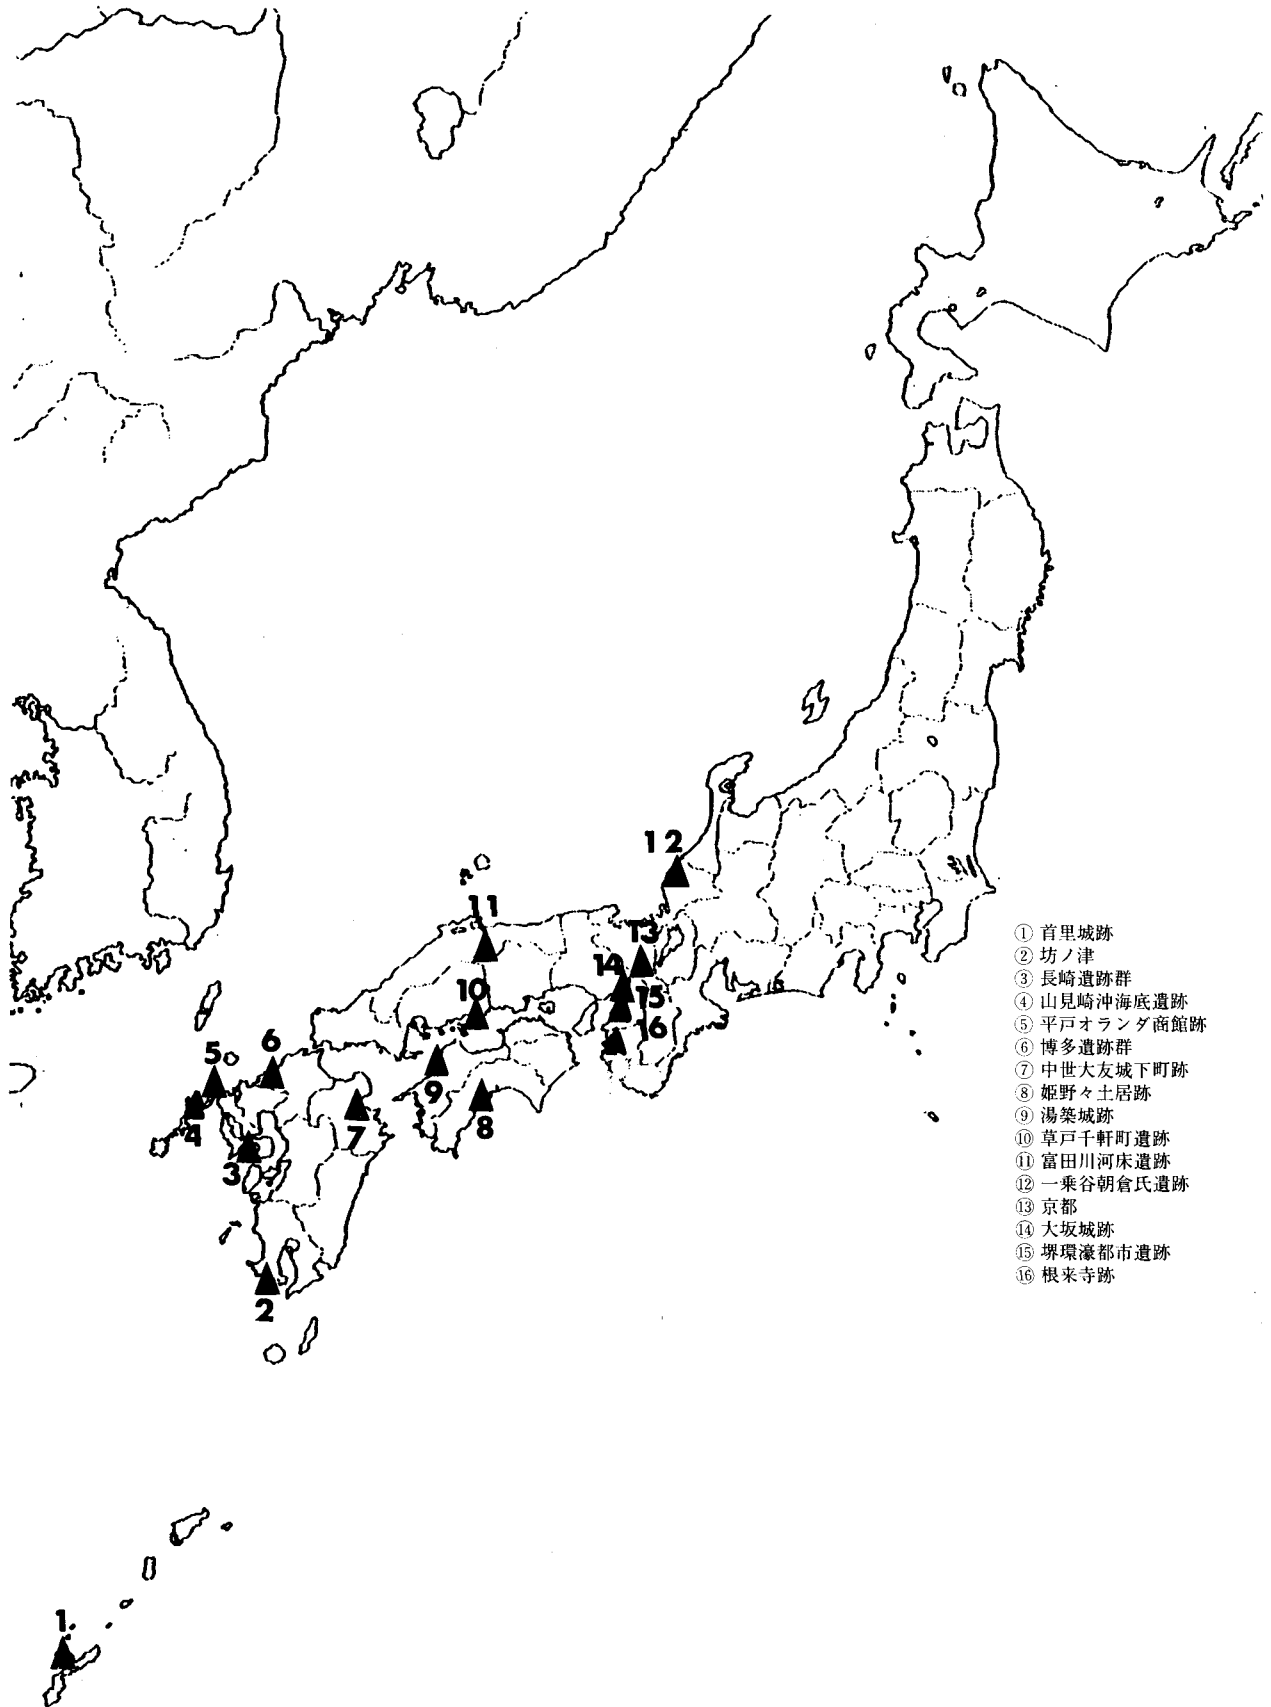 12
11
13
14
10
15
16
5
6
9
4
7
8
3
2
1
① 首里城跡
② 坊ノ津
③ 長崎遺跡群
④ 山見崎沖海底遺跡
⑤ 平戸オランダ商館跡
⑥ 博多遺跡群
⑦ 中世大友城下町跡
⑧ 姫野々土居跡
⑨ 湯築城跡
⑩ 草戸千軒町遺跡
⑪ 富田川河床遺跡
⑫ 一乗谷朝倉氏遺跡
⑬ 京都
⑭ 大坂城跡
⑮ 堺環濠都市遺跡
⑯ 根来寺跡